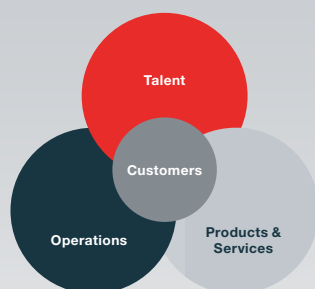 Talent
Customers
Operations
Products &
Services